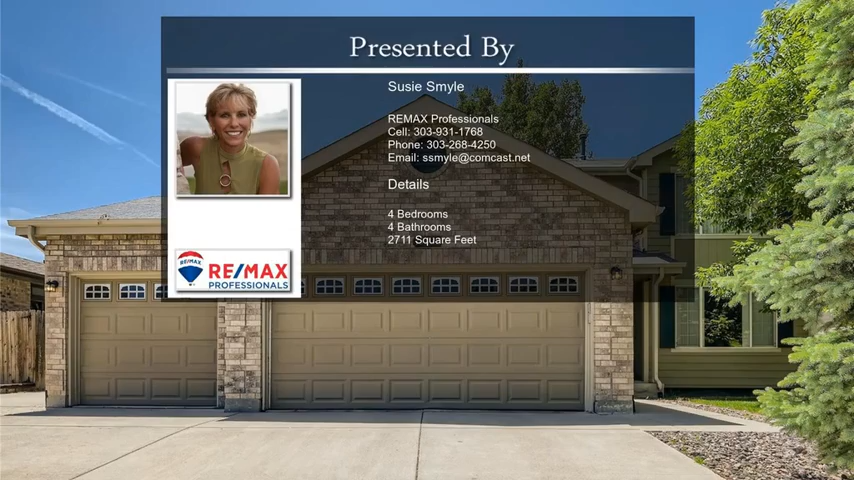 Presented By
Susie Smyle
REMAX Professionals
Cell: 303-931-1768
Phone: 303-268-4250
Email: ssmyle@comcast.net
Details
4 Bedrooms
4 Bathrooms
2711 Square Feet
RE/MAX
RE/MAX
PROFESSIONALS